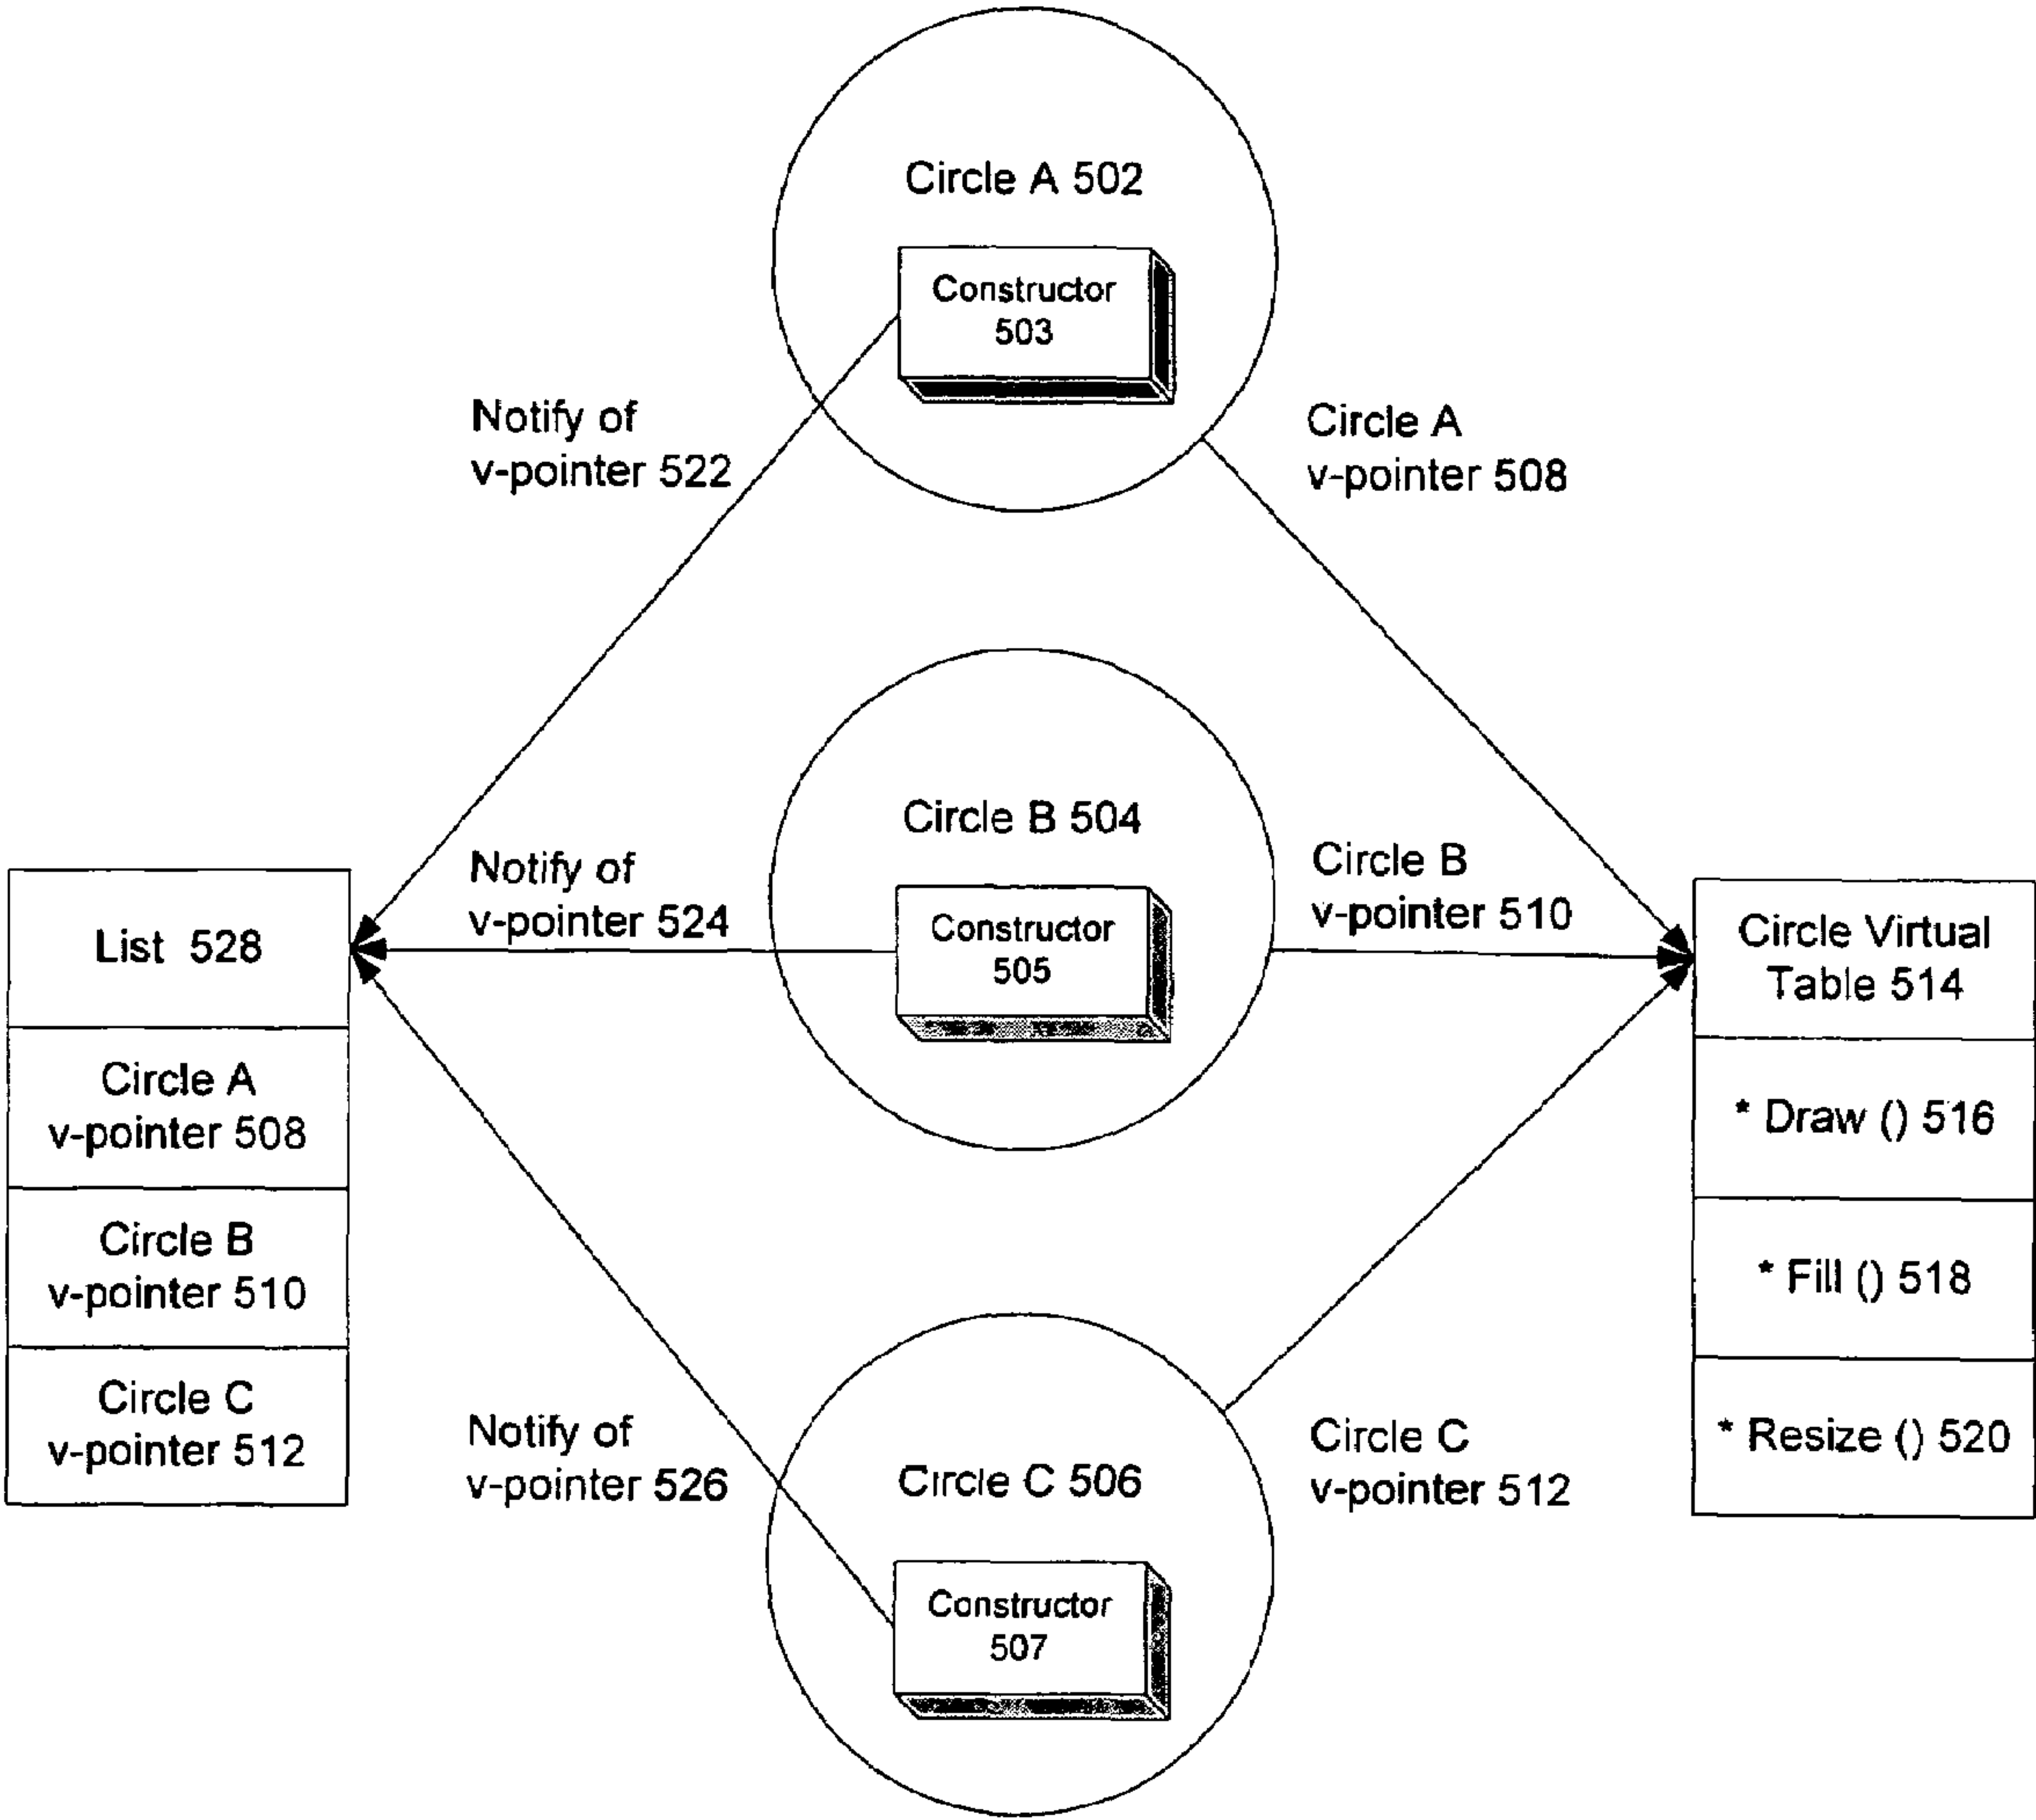 Circle A 502
Constructor
503
Notify of
v-pointer 522
Circle A
v-pointer 508
Circle B 504
Constructor
505
Notify of
v-pointer 524
Circle B
v-pointer 510
List 528
Circle A
v-pointer 508
Circle B
v-pointer 510
Circle C
v-pointer 512
Circle Virtual
Table 514
* Draw () 516
* Fill () 518
* Resize () 520
Notify of
v-pointer 526
Circle C 506
Constructor
507
Circle C
v-pointer 512